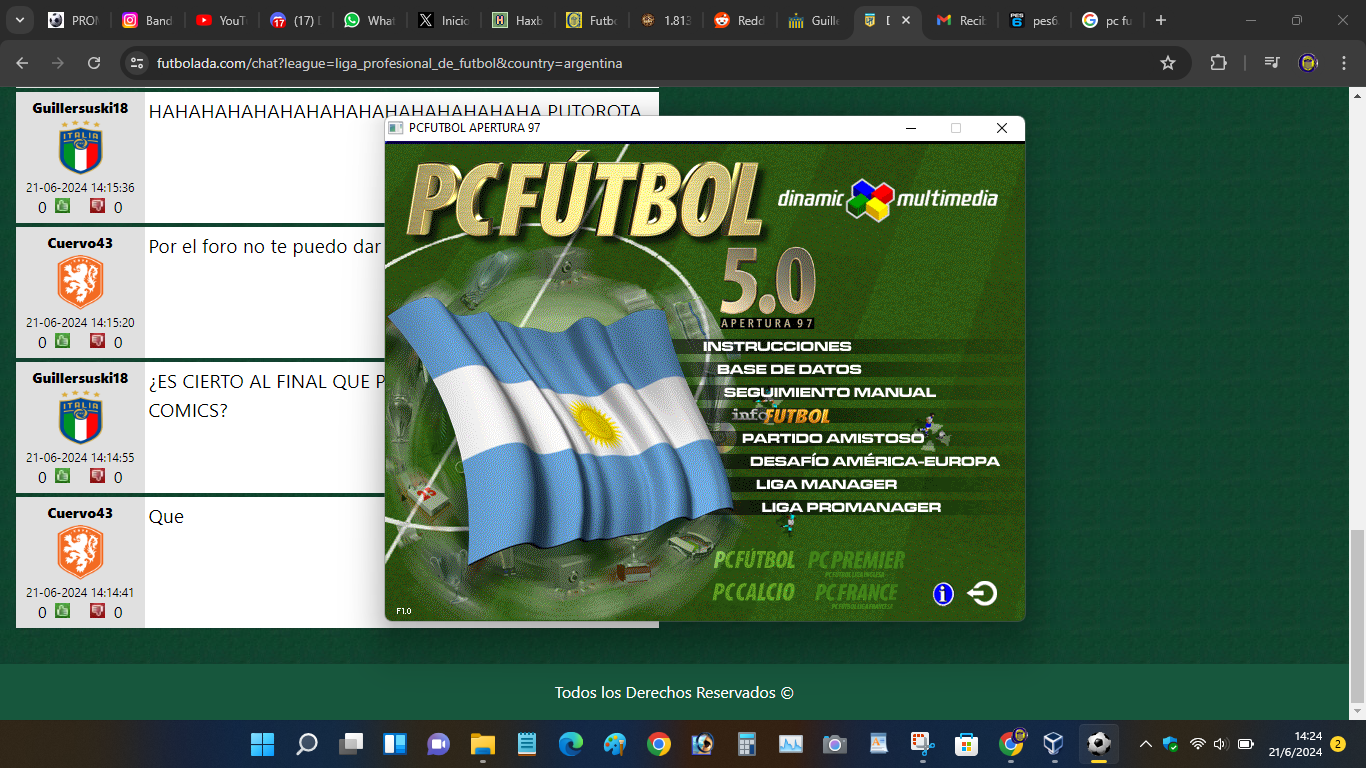 PROM
Band
YouT
(17) E
What
Inicio
Haxb
Futbo
1.813
Redd
Guille
Recib
pes6
pc fu
futbolada.com/chat?league=liga_profesional_de_futbol&country=argentina
Guillersuski18
HAHAHAHAHAHAHAHAHAHAHAHAHAHAHA PUTOROTA
ITALIA
21-06-2024 14:15:36
0 0
Cuervo43
Por el foro no te puedo dar
21-06-2024 14:15:20
0 0
Guillersuski18
¿ES CIERTO AL FINAL QUE P
COMICS?
ITALIA
21-06-2024 14:14:55
0 0
Cuervo43
Que
21-06-2024 14:14:41
0 0
PCFUTBOL APERTURA 97
PCFÚTBOL
dinamic multimedia
5.0
APERTURA 97
INSTRUCCIONES
BASE DE DATOS
SEGUIMIENTO MANUAL
infoFUTBOL
PARTIDO AMISTOSO
DESAFÍO AMÉRICA-EUROPA
LIGA MANAGER
LIGA PROMANAGER
PCFÚTBOL PCPREMIER
PCCALCIO PCFRANCE
F1.0
Todos los Derechos Reservados ©
14:24
21/6/2024
2